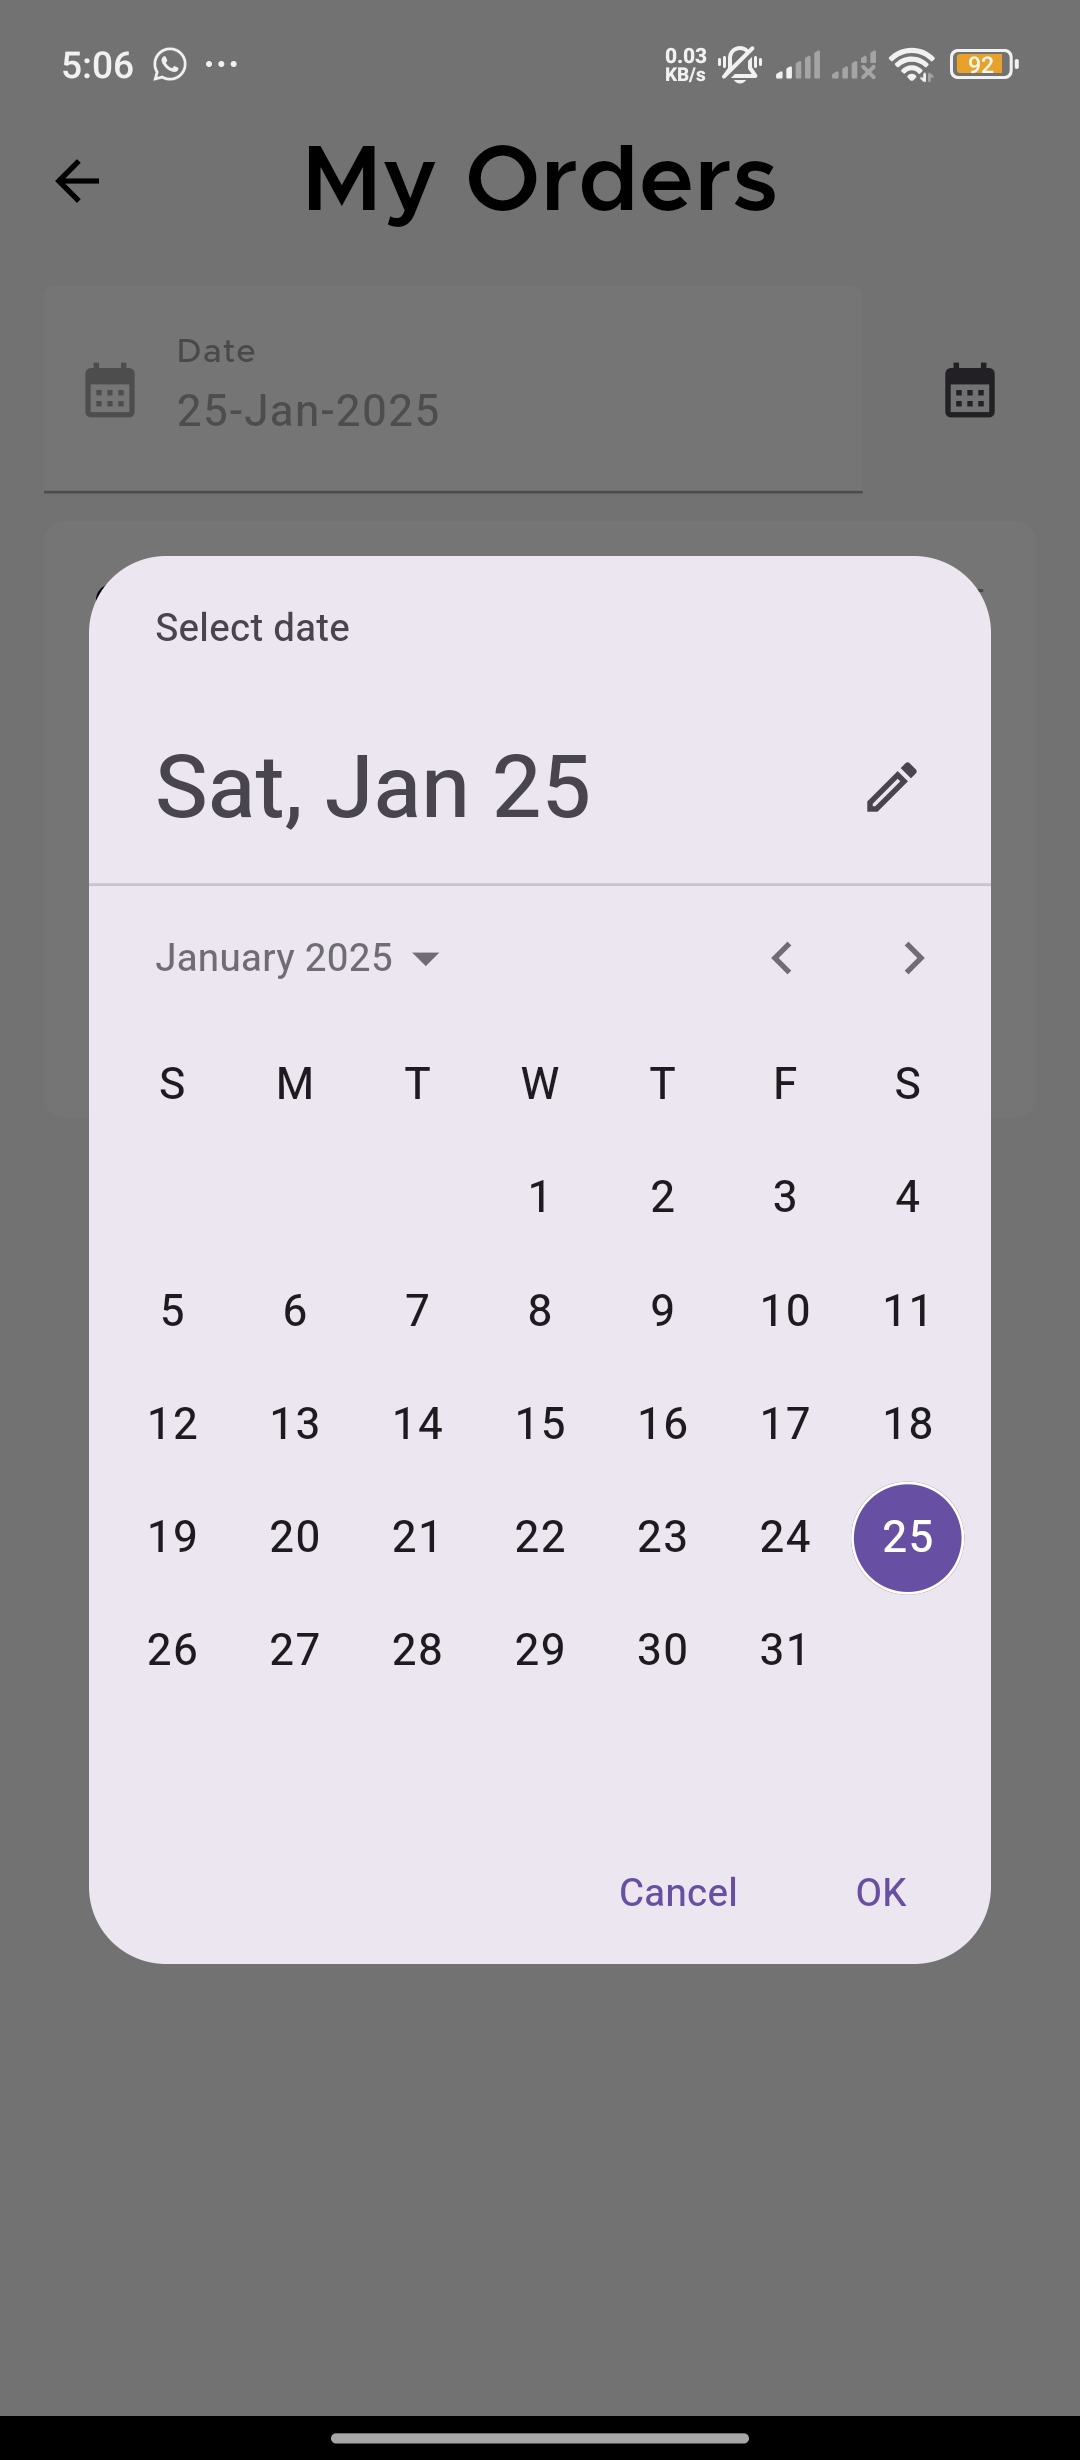 5:06 0.03 KB/s 92
My Orders
Date
25-Jan-2025
Select date
Sat, Jan 25
January 2025
S M T W T F S
1 2 3 4
5 6 7 8 9 10 11
12 13 14 15 16 17 18
19 20 21 22 23 24 25
26 27 28 29 30 31
Cancel OK